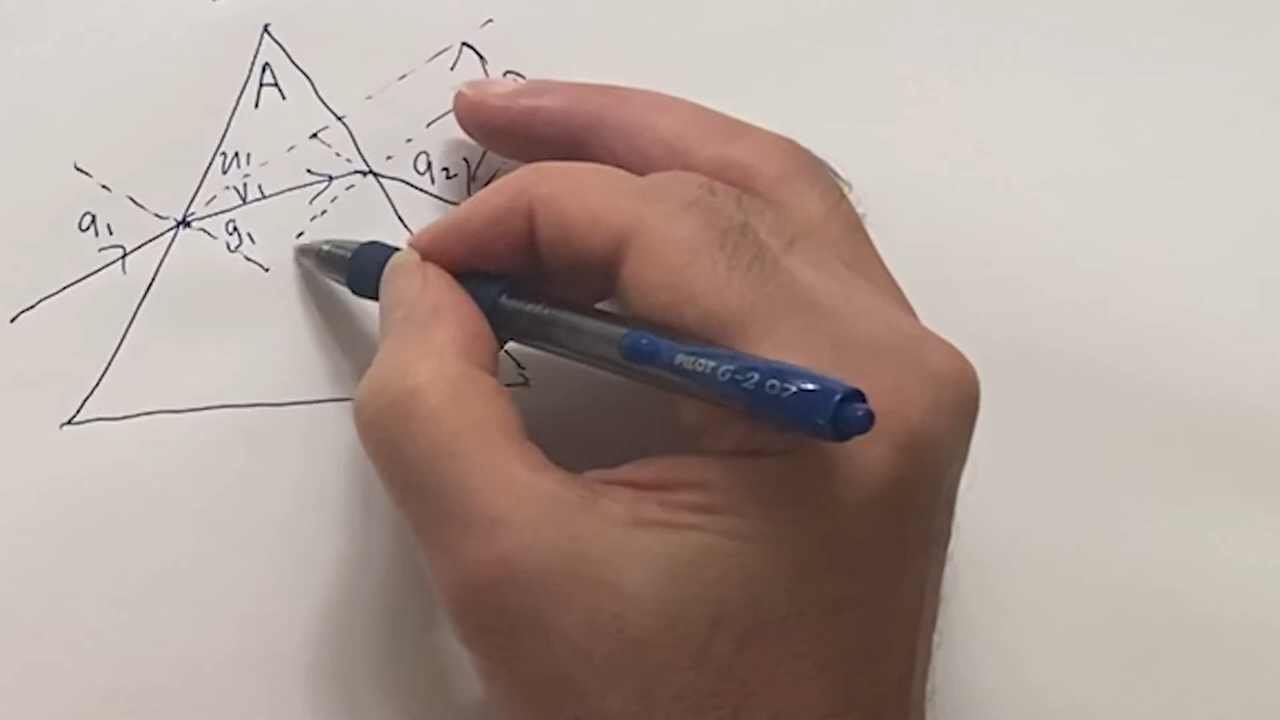 A
u₁
v₁
a₁
g₁
a₂
PILOT G-2 07